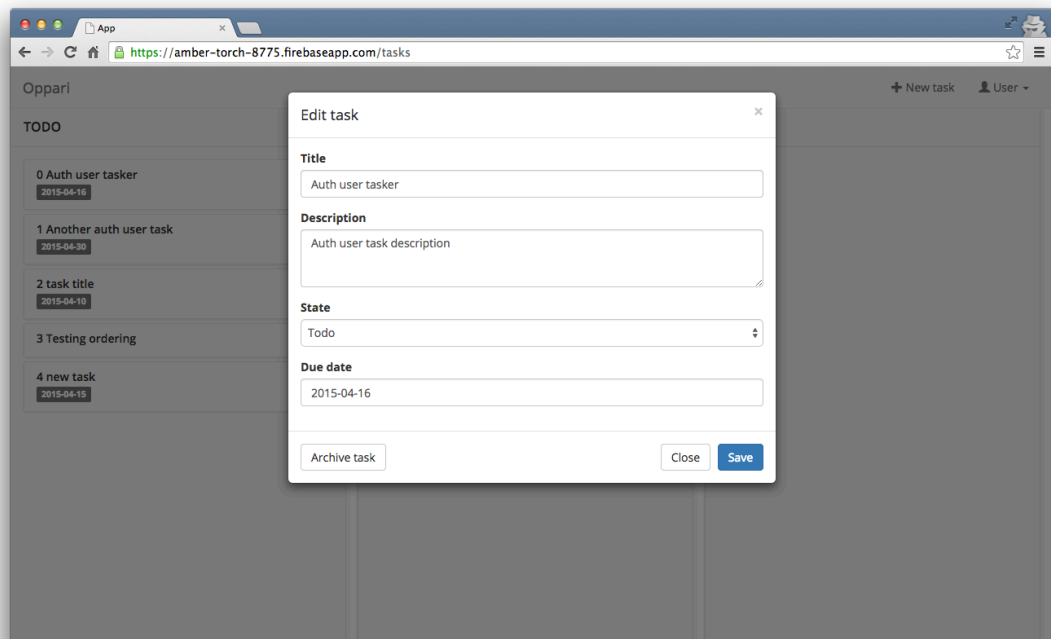 App
https://amber-torch-8775.firebaseapp.com/tasks
Oppari
New task
User
TODO
0 Auth user tasker
2015-04-16
1 Another auth user task
2015-04-30
2 task title
2015-04-10
3 Testing ordering
4 new task
2015-04-15
Edit task
×
Title
Auth user tasker
Description
Auth user task description
State
Todo
Due date
2015-04-16
Archive task
Close
Save